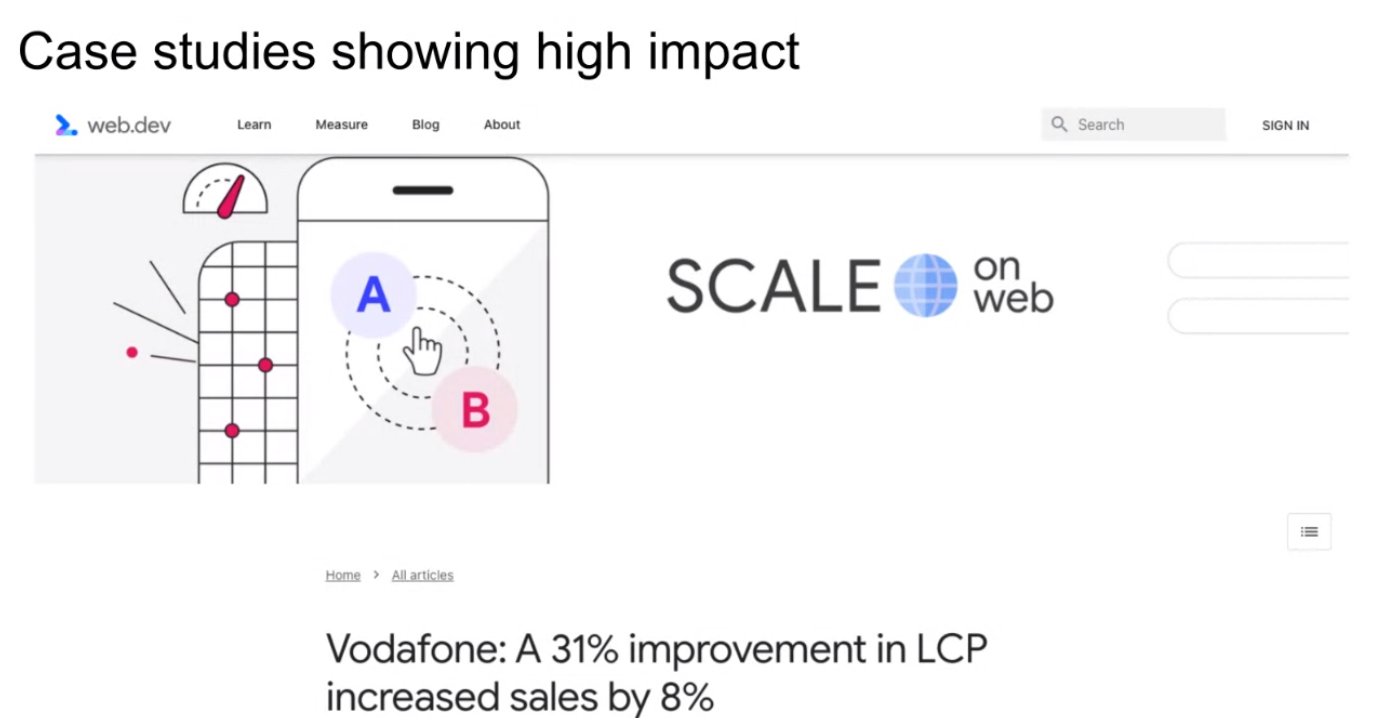 Case studies showing high impact
web.dev Learn Measure Blog About Search SIGN IN
A
B
SCALE on web
Home > All articles
Vodafone: A 31% improvement in LCP
increased sales by 8%